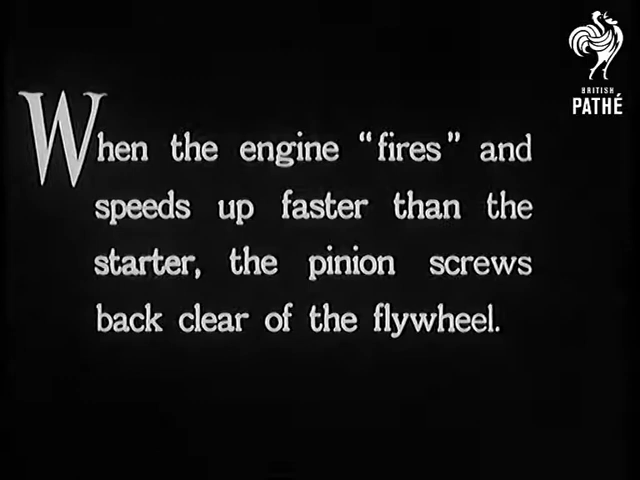 BRITISH
PATHÉ
When the engine “fires” and
speeds up faster than the
starter, the pinion screws
back clear of the flywheel.